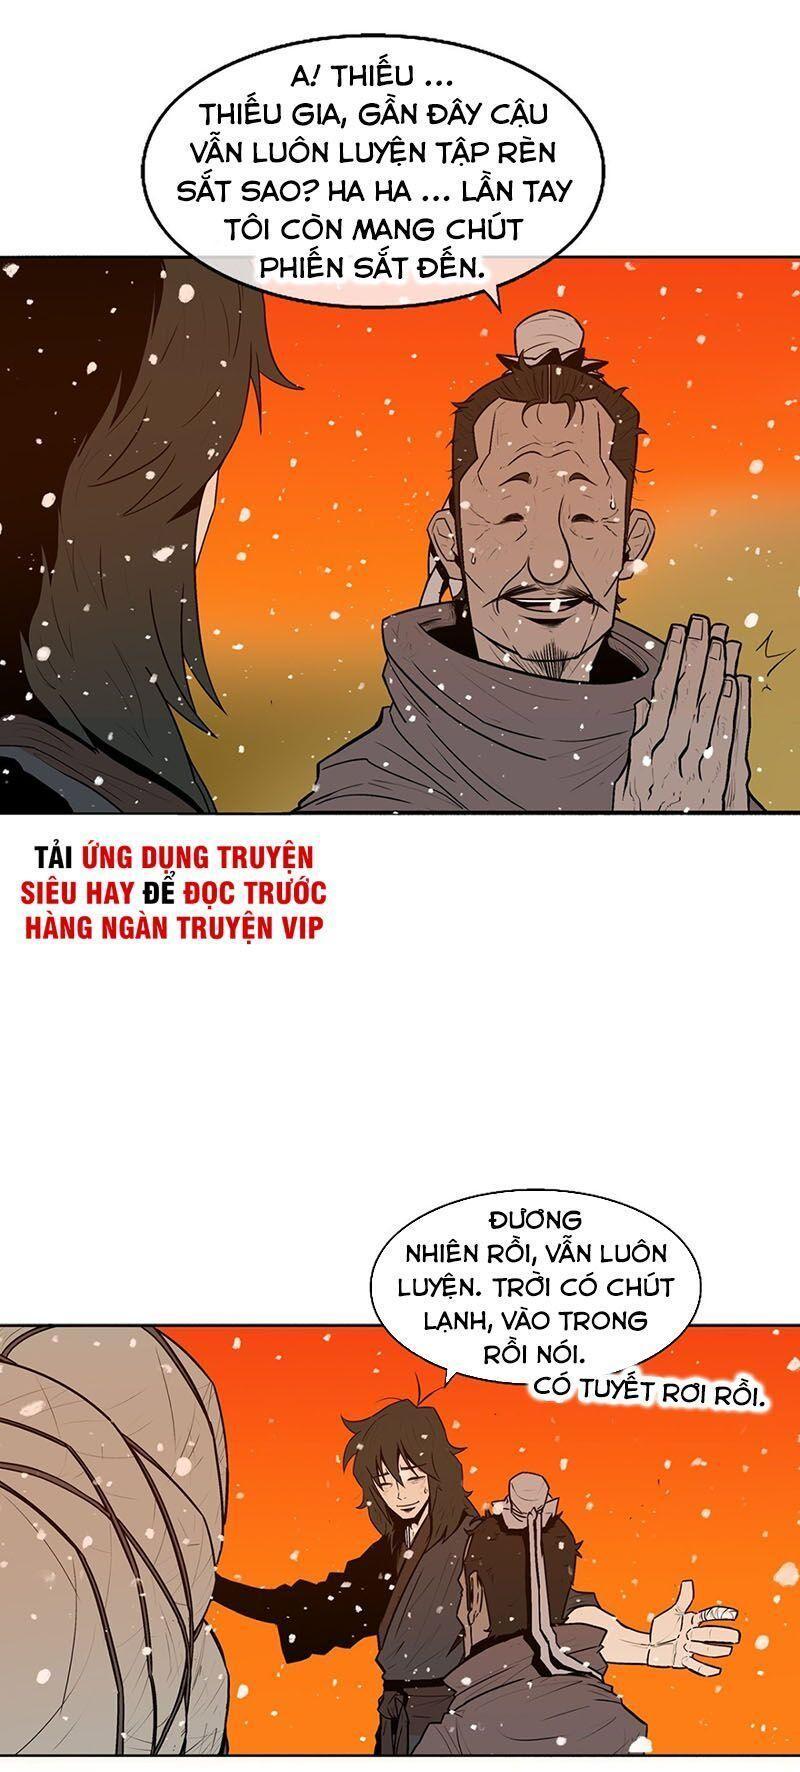 A! THIẾU ...
THIẾU GIA, GẦN ĐÂY CẬU
VẪN LUÔN LUYỆN TẬP RÈN
SẮT SAO? HA HA ... LẦN TAY
TÔI CÒN MANG CHÚT
PHIẾN SẮT ĐẾN.
TẢI ỨNG DỤNG TRUYỆN
SIÊU HAY ĐỂ ĐỌC TRƯỚC
HÀNG NGÀN TRUYỆN VIP
ĐƯƠNG
NHIÊN RỒI, VẪN LUÔN
LUYỆN. TRỜI CÓ CHÚT
LẠNH, VÀO TRONG
RỒI NÓI.
CÓ TUYẾT RƠI RỒI.